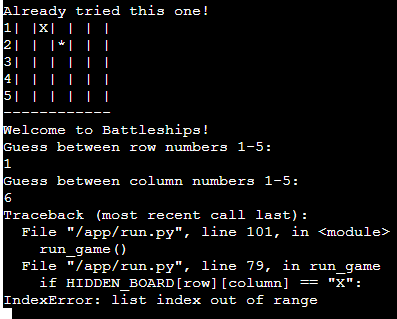 Already tried this one!
1| |X| | | |
2| | |*| | |
3| | | | | |
4| | | | | |
5| | | | | |
------------
Welcome to Battleships!
Guess between row numbers 1-5:
1
Guess between column numbers 1-5:
6
Traceback (most recent call last):
  File "/app/run.py", line 101, in <module>
    run_game()
  File "/app/run.py", line 79, in run_game
    if HIDDEN_BOARD[row][column] == "X":
IndexError: list index out of range